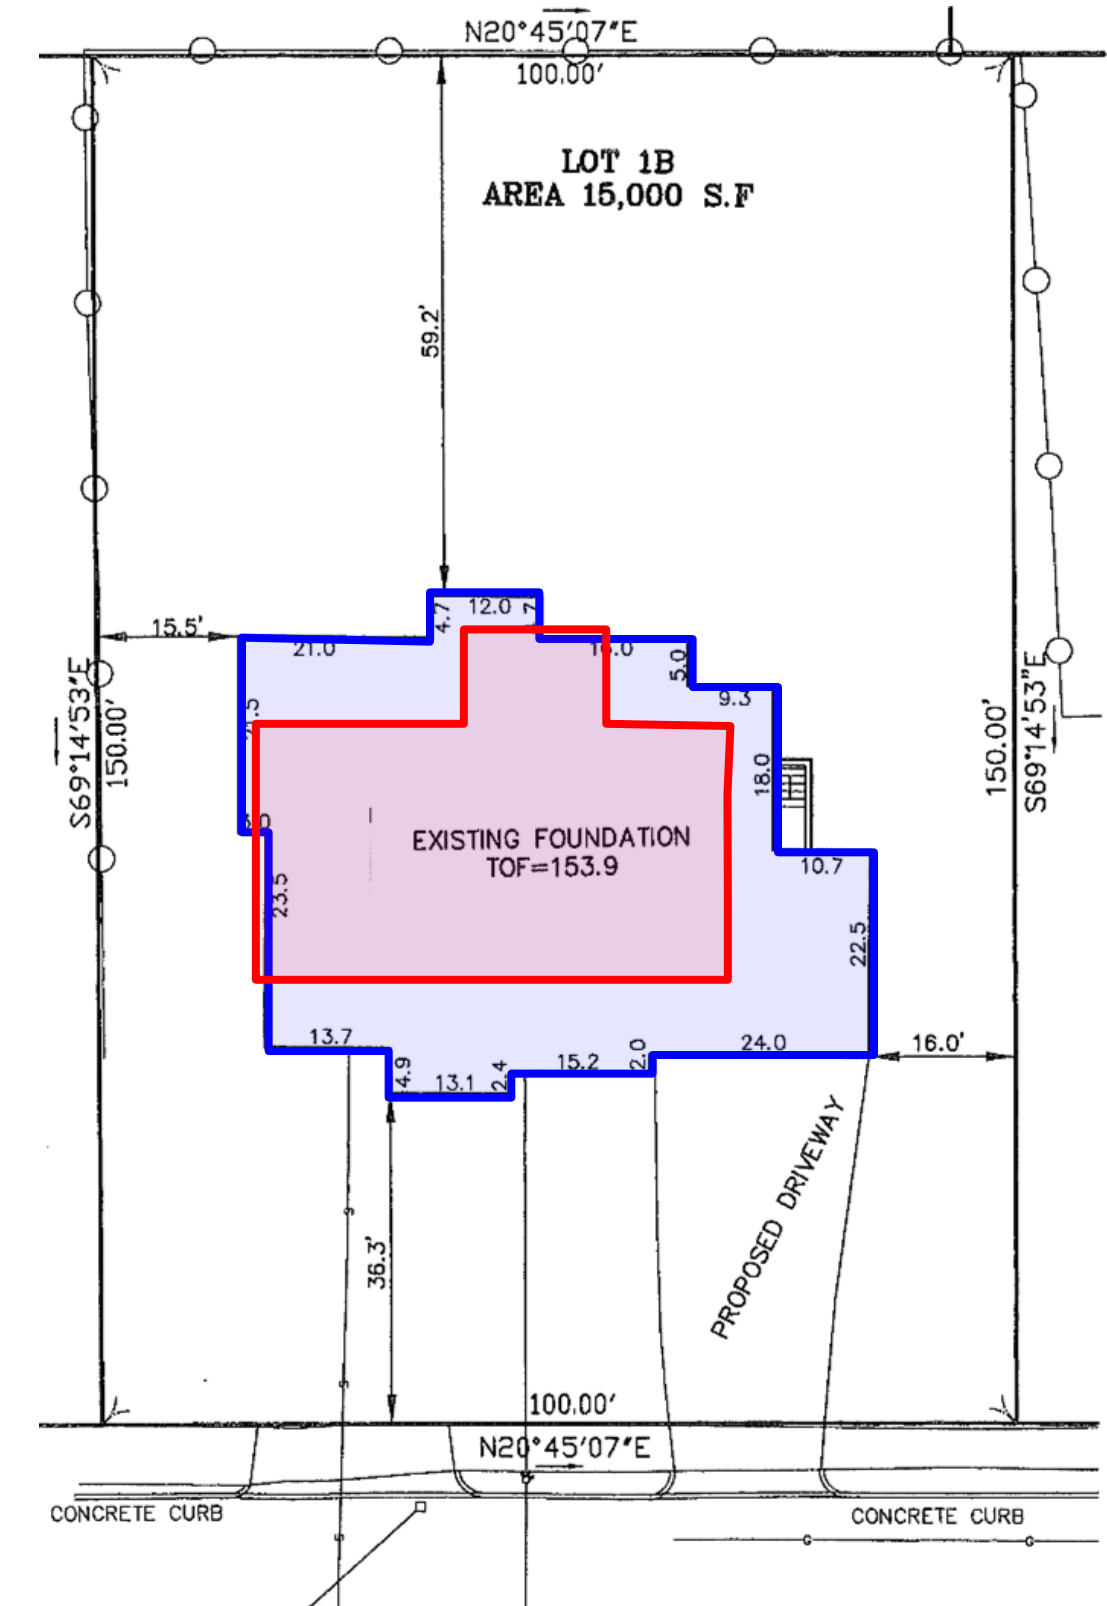 N20°45'07"E
100.00'
LOT 1B
AREA 15,000 S.F
59.2'
15.5'
12.0
4.7
7
21.0
16.0
5.0
9.3
S69°14'53"E
150.00'
18.0
150.00'
S69°14'53"E
EXISTING FOUNDATION
TOF=153.9
10.7
23.5
22.5
13.7
4.9
13.1
2.4
15.2
2.0
24.0
16.0'
36.3'
PROPOSED DRIVEWAY
100.00'
N20°45'07"E
CONCRETE CURB
CONCRETE CURB
S
S
S
G
G